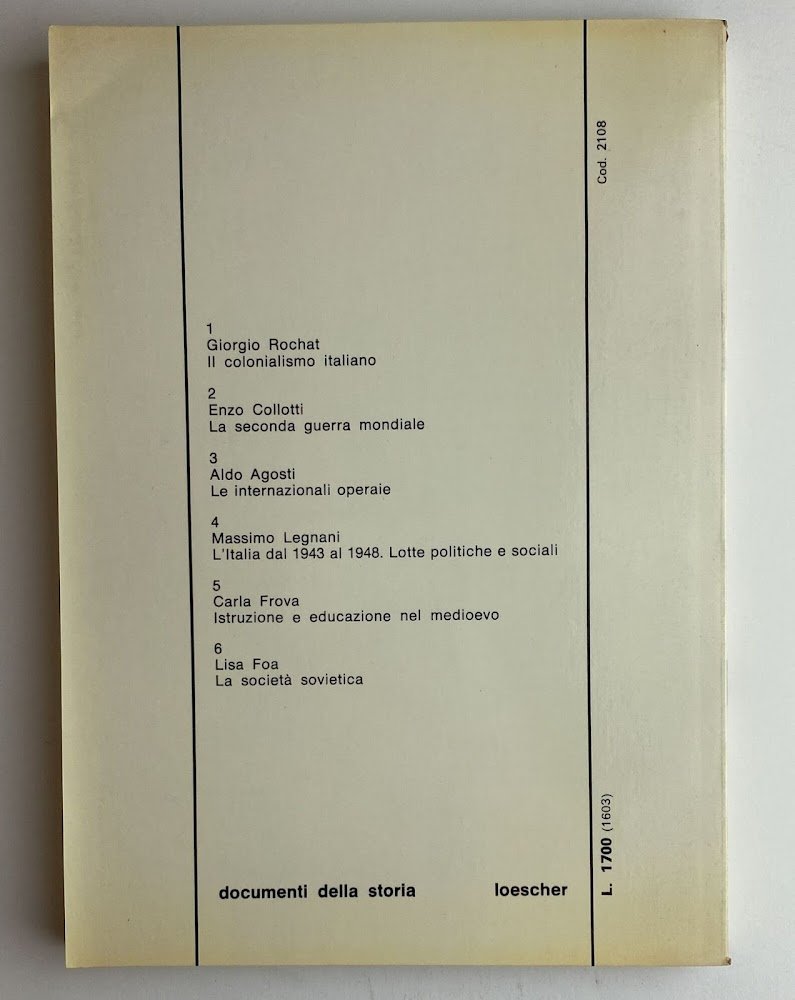 Cod. 2108
1
Giorgio Rochat
Il colonialismo italiano
2
Enzo Collotti
La seconda guerra mondiale
3
Aldo Agosti
Le internazionali operaie
4
Massimo Legnani
L'Italia dal 1943 al 1948. Lotte politiche e sociali
5
Carla Frova
Istruzione e educazione nel medioevo
6
Lisa Foa
La società sovietica
documenti della storia loescher
L. 1700 (1603)